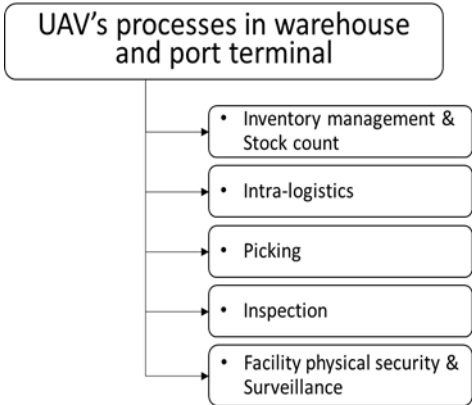 UAV's processes in warehouse
and port terminal
• Inventory management &
Stock count
• Intra-logistics
• Picking
• Inspection
• Facility physical security &
Surveillance